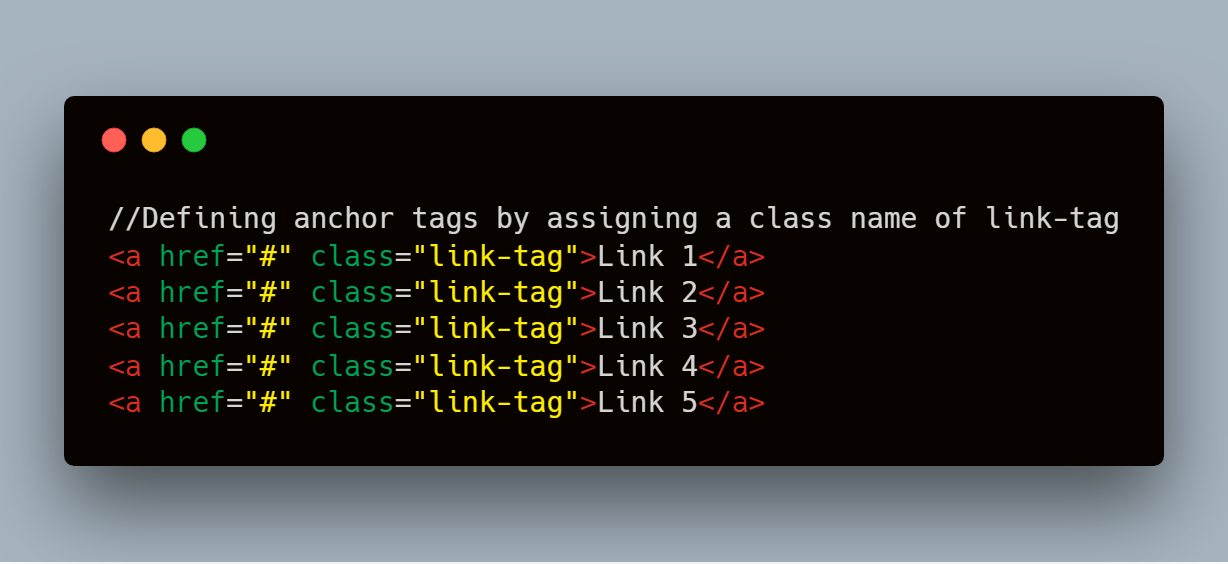 //Defining anchor tags by assigning a class name of link-tag
<a href="#" class="link-tag">Link 1</a>
<a href="#" class="link-tag">Link 2</a>
<a href="#" class="link-tag">Link 3</a>
<a href="#" class="link-tag">Link 4</a>
<a href="#" class="link-tag">Link 5</a>